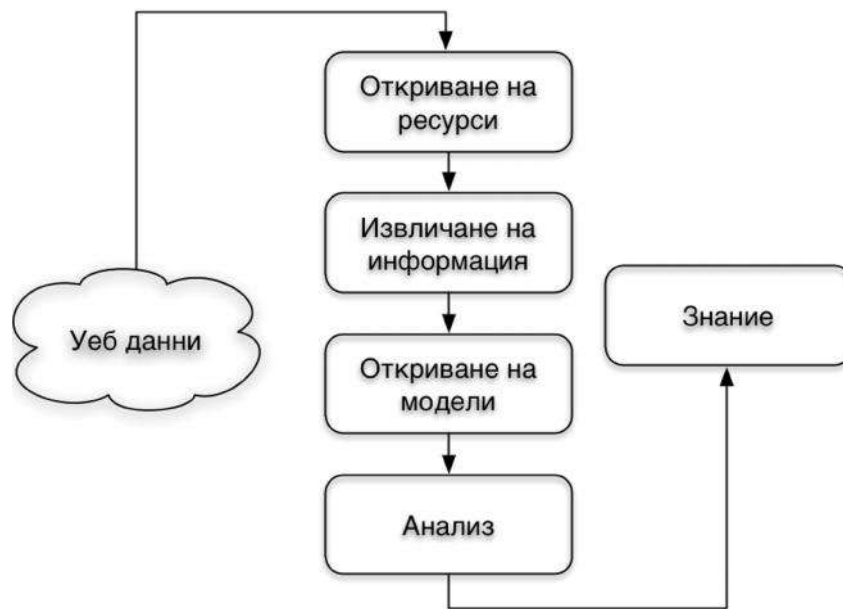 Откриване на
ресурси
Извличане на
информация
Уеб данни
Знание
Откриване на
модели
Анализ